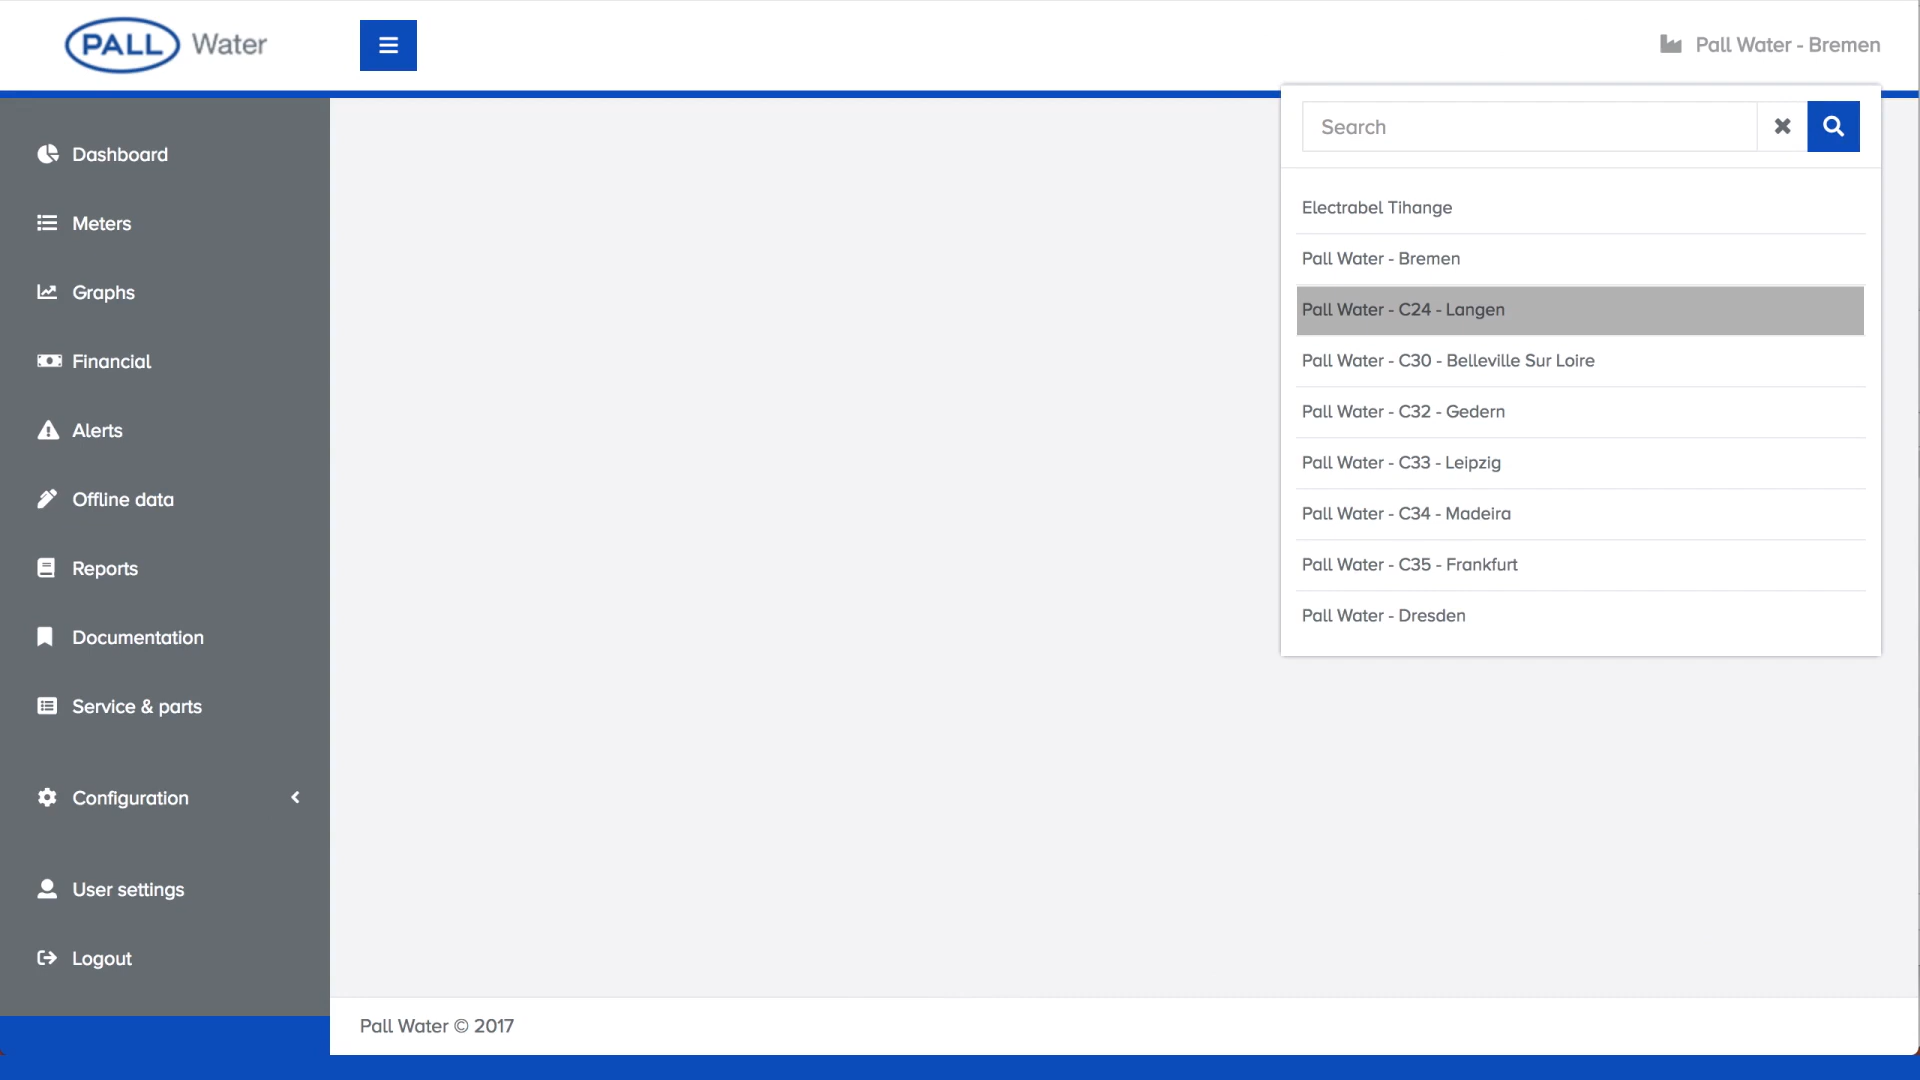 PALL Water
Pall Water - Bremen
Search
Electrabel Tihange
Pall Water - Bremen
Pall Water - C24 - Langen
Pall Water - C30 - Belleville Sur Loire
Pall Water - C32 - Gedern
Pall Water - C33 - Leipzig
Pall Water - C34 - Madeira
Pall Water - C35 - Frankfurt
Pall Water - Dresden
Dashboard
Meters
Graphs
Financial
Alerts
Offline data
Reports
Documentation
Service & parts
Configuration
User settings
Logout
Pall Water © 2017